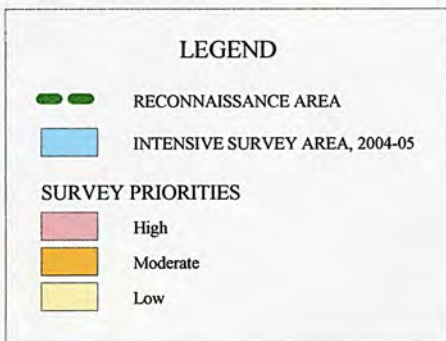 LEGEND
RECONNAISSANCE AREA
INTENSIVE SURVEY AREA, 2004-05
SURVEY PRIORITIES
High
Moderate
Low